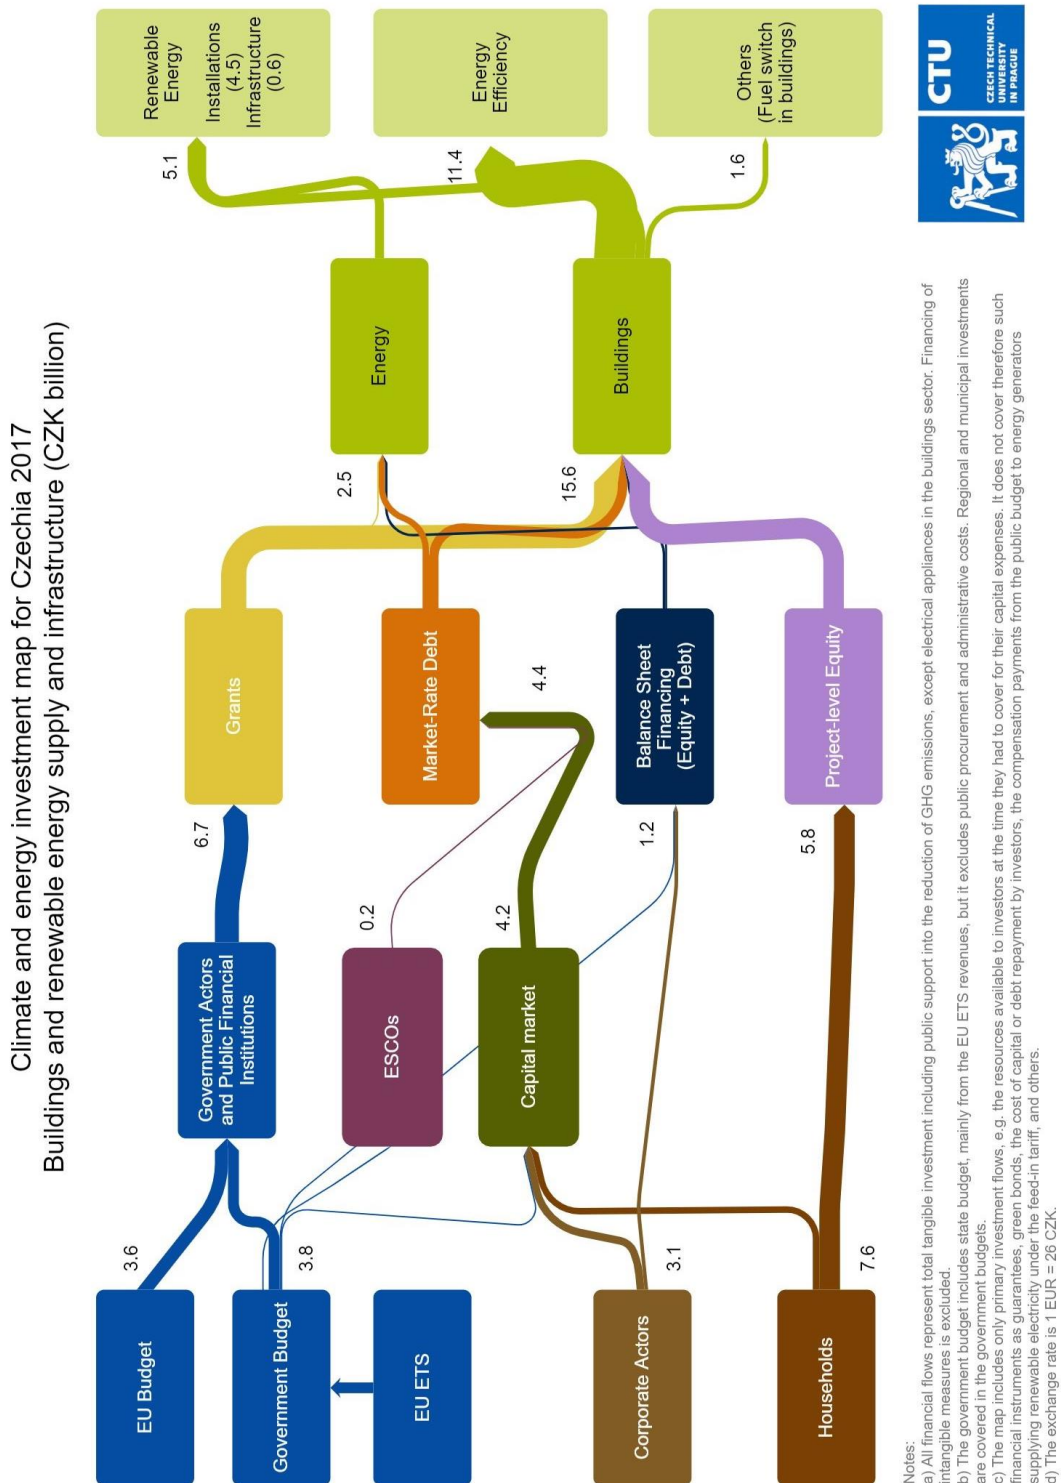 Climate and energy investment map for Czechia 2017
Buildings and renewable energy supply and infrastructure (CZK billion)
EU Budget
3.6
Government Budget
3.8
EU ETS
Corporate Actors
3.1
Households
7.6
Government Actors
and Public Financial
Institutions
6.7
ESCOs
0.2
Capital market
4.2
4.4
1.2
5.8
Grants
Market-Rate Debt
Balance Sheet
Financing
(Equity + Debt)
Project-level Equity
2.5
15.6
Energy
Buildings
5.1
11.4
1.6
Renewable
Energy
Installations
(4.5)
Infrastructure
(0.6)
Energy
Efficiency
Others
(Fuel switch
in buildings)
Notes:
a) All financial flows represent total tangible investment including public support into the reduction of GHG emissions, except electrical appliances in the buildings sector. Financing of
intangible measures is excluded.
b) The government budget includes state budget, mainly from the EU ETS revenues, but it excludes public procurement and administrative costs. Regional and municipal investments
are covered in the government budgets.
c) The map includes only primary investment flows, e.g. the resources available to investors at the time they had to cover for their capital expenses. It does not cover therefore such
financial instruments as guarantees, green bonds, the cost of capital or debt repayment by investors, the compensation payments from the public budget to energy generators
supplying renewable electricity under the feed-in tariff, and others.
d) The exchange rate is 1 EUR = 26 CZK.
CTU
CZECH TECHNICAL
UNIVERSITY
IN PRAGUE